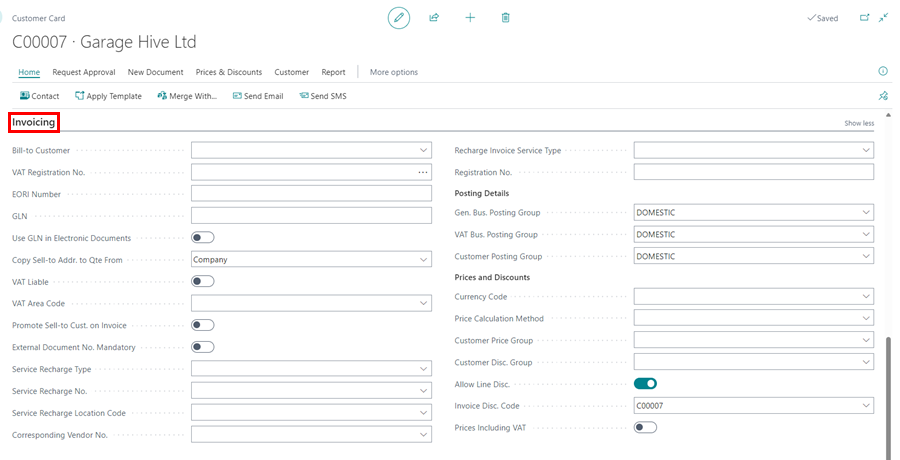 Customer Card
Saved
C00007 · Garage Hive Ltd
Home Request Approval New Document Prices & Discounts Customer Report More options
Contact Apply Template Merge With... Send Email Send SMS
Invoicing
Show less
Bill-to Customer
VAT Registration No.
EORI Number
GLN
Use GLN in Electronic Documents
Copy Sell-to Addr. to Qte From Company
VAT Liable
VAT Area Code
Promote Sell-to Cust. on Invoice
External Document No. Mandatory
Service Recharge Type
Service Recharge No.
Service Recharge Location Code
Corresponding Vendor No.
Recharge Invoice Service Type
Registration No.
Posting Details
Gen. Bus. Posting Group DOMESTIC
VAT Bus. Posting Group DOMESTIC
Customer Posting Group DOMESTIC
Prices and Discounts
Currency Code
Price Calculation Method
Customer Price Group
Customer Disc. Group
Allow Line Disc.
Invoice Disc. Code C00007
Prices Including VAT